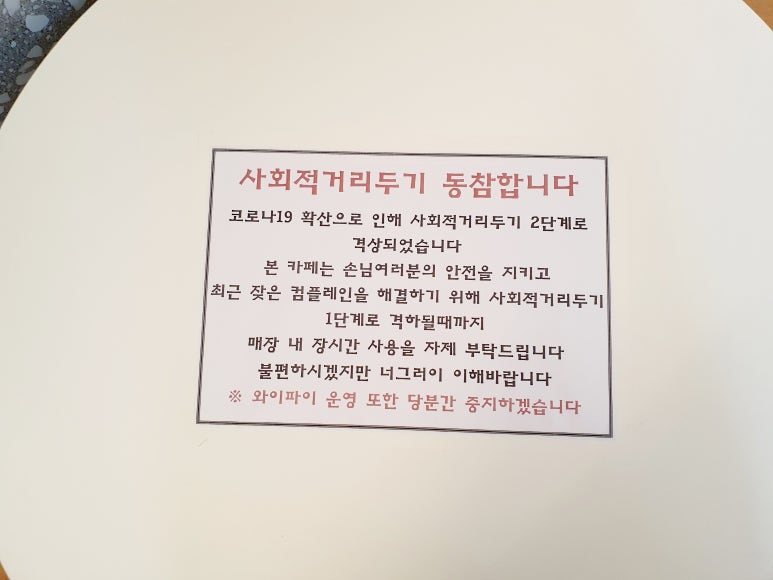 사회적거리두기 동참합니다
코로나19 확산으로 인해 사회적거리두기 2단계로
격상되었습니다
본 카페는 손님여러분의 안전을 지키고
최근 잦은 컴플레인을 해결하기 위해 사회적거리두기
1단계로 격하될때까지
매장 내 장시간 사용을 자제 부탁드립니다
불편하시겠지만 너그러이 이해바랍니다
※ 와이파이 운영 또한 당분간 중지하겠습니다